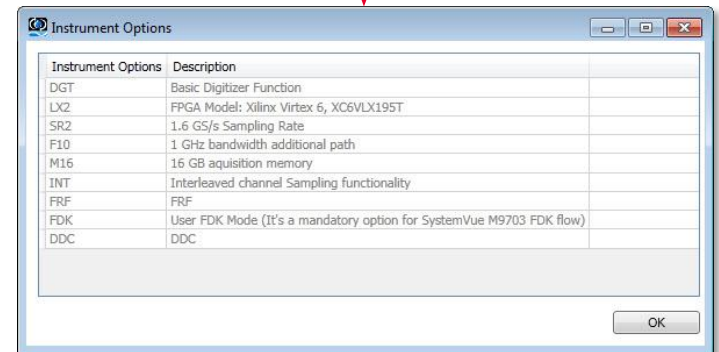 Instrument Options
Instrument Options Description
DGT Basic Digitizer Function
LX2 FPGA Model: Xilinx Virtex 6, XC6VLX195T
SR2 1.6 GS/s Sampling Rate
F10 1 GHz bandwidth additional path
M16 16 GB aquisition memory
INT Interleaved channel Sampling functionality
FRF FRF
FDK User FDK Mode (It's a mandatory option for SystemVue M9703 FDK flow)
DDC DDC
OK